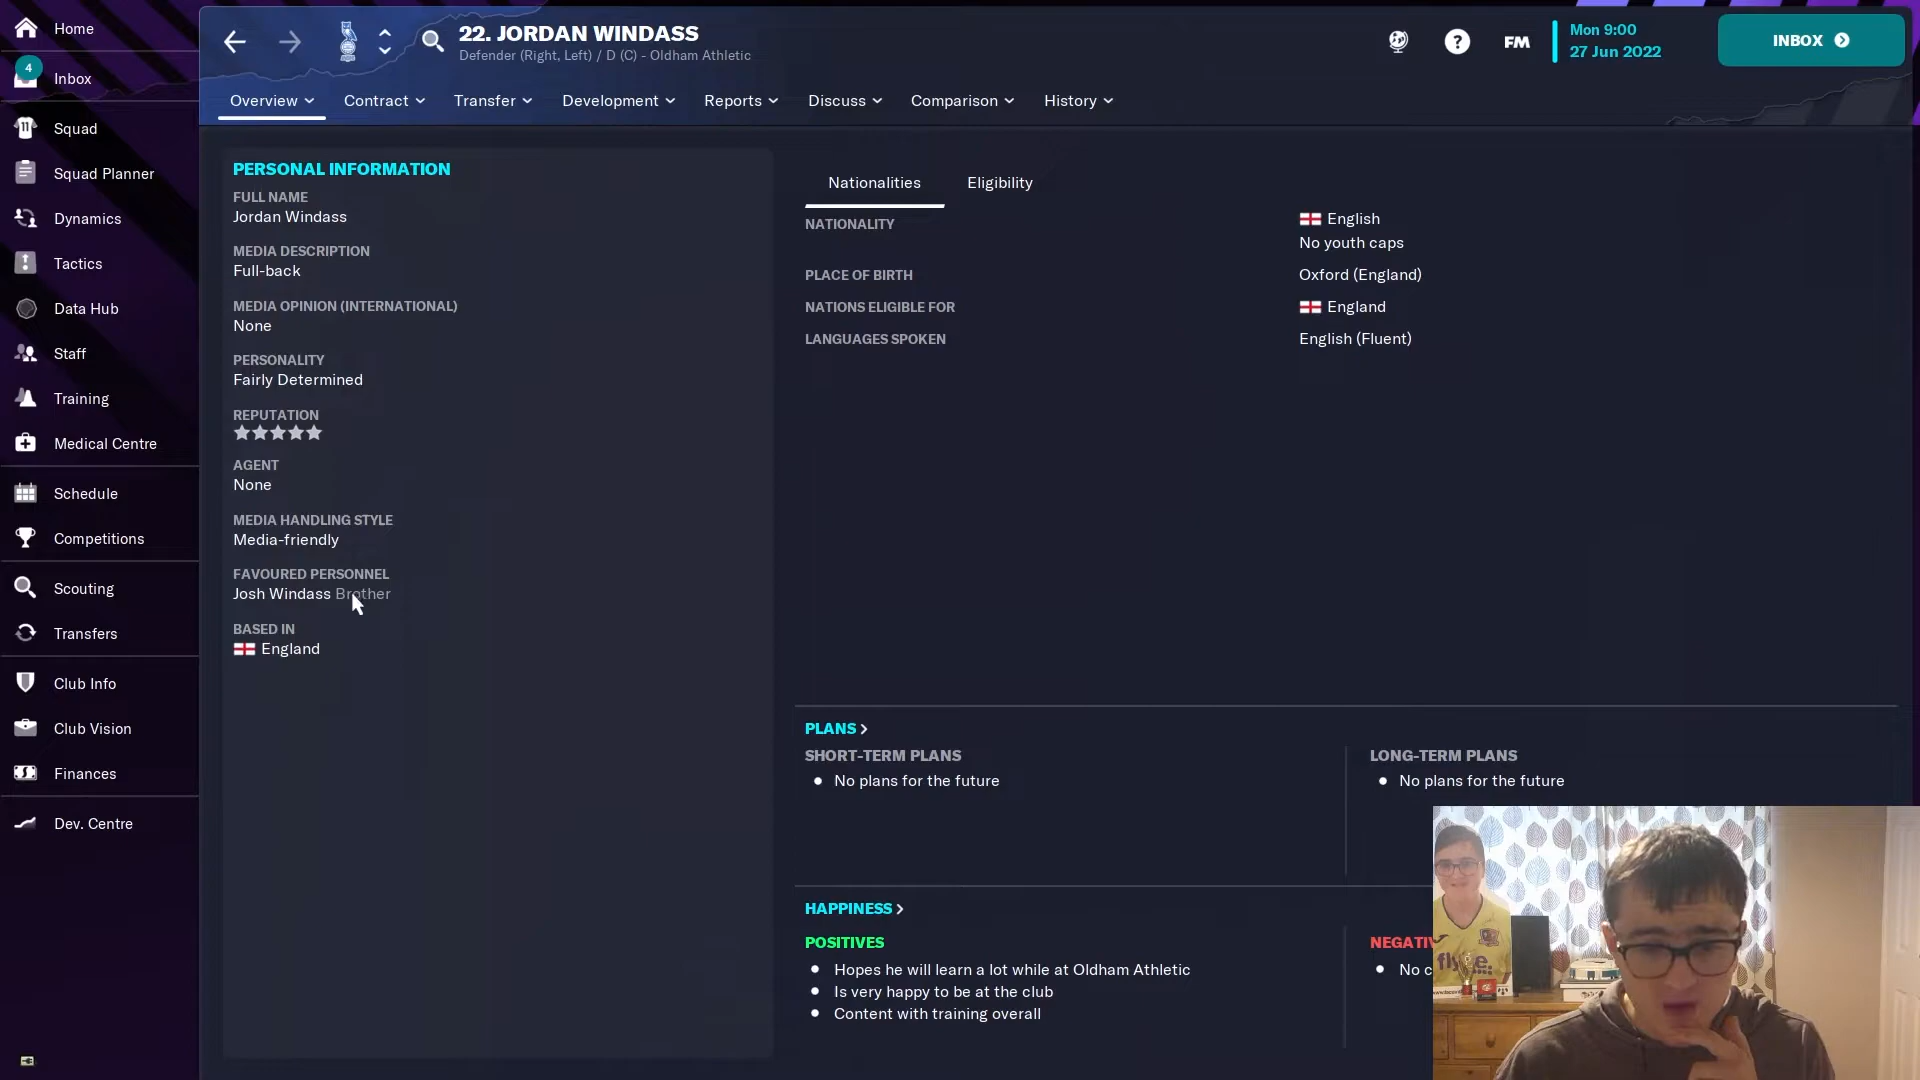 Home
4
Inbox
Squad
Squad Planner
Dynamics
Tactics
Data Hub
Staff
Training
Medical Centre
Schedule
Competitions
Scouting
Transfers
Club Info
Club Vision
Finances
Dev. Centre
22. JORDAN WINDASS
Defender (Right, Left) / D (C) - Oldham Athletic
?
FM
Mon 9:00
27 Jun 2022
INBOX
Overview
Contract
Transfer
Development
Reports
Discuss
Comparison
History
PERSONAL INFORMATION
FULL NAME
Jordan Windass
MEDIA DESCRIPTION
Full-back
MEDIA OPINION (INTERNATIONAL)
None
PERSONALITY
Fairly Determined
REPUTATION
AGENT
None
MEDIA HANDLING STYLE
Media-friendly
FAVOURED PERSONNEL
Josh Windass Brother
BASED IN
England
Nationalities
Eligibility
NATIONALITY
English
No youth caps
PLACE OF BIRTH
Oxford (England)
NATIONS ELIGIBLE FOR
England
LANGUAGES SPOKEN
English (Fluent)
PLANS
SHORT-TERM PLANS
No plans for the future
LONG-TERM PLANS
No plans for the future
HAPPINESS
POSITIVES
Hopes he will learn a lot while at Oldham Athletic
Is very happy to be at the club
Content with training overall
NEGATIV
No c